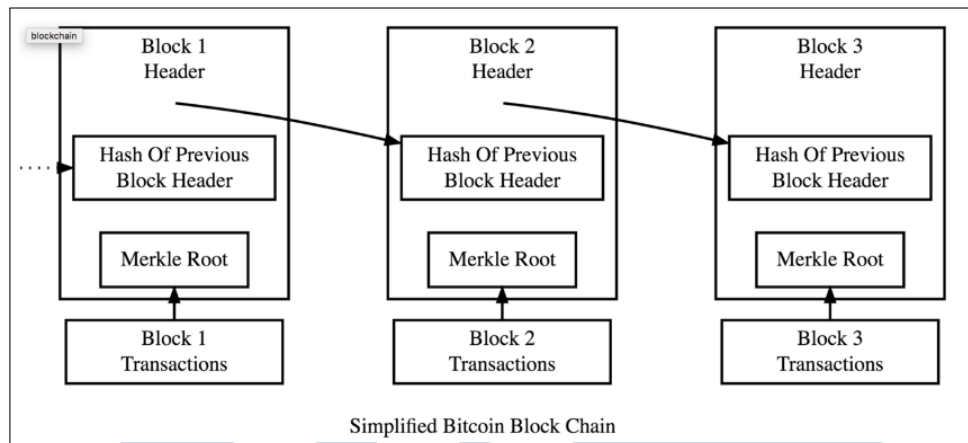 blockchain
Block 1
Header
Block 2
Header
Block 3
Header
Hash Of Previous
Block Header
Hash Of Previous
Block Header
Hash Of Previous
Block Header
Merkle Root
Merkle Root
Merkle Root
Block 1
Transactions
Block 2
Transactions
Block 3
Transactions
Simplified Bitcoin Block Chain